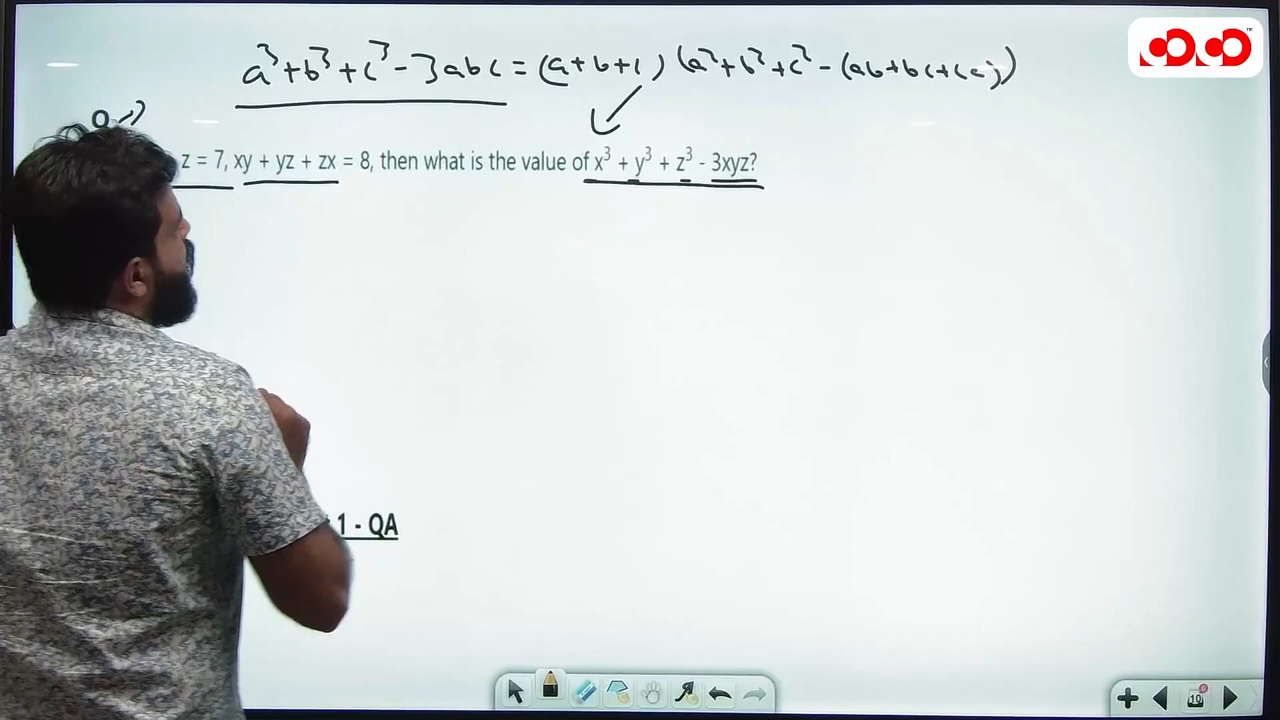 a³+b³+c³-3abc = (a+b+c) (a²+b²+c² - (ab+bc+ca))
Q →
z = 7, xy + yz + zx = 8, then what is the value of x³ + y³ + z³ - 3xyz?
1 - QA
10